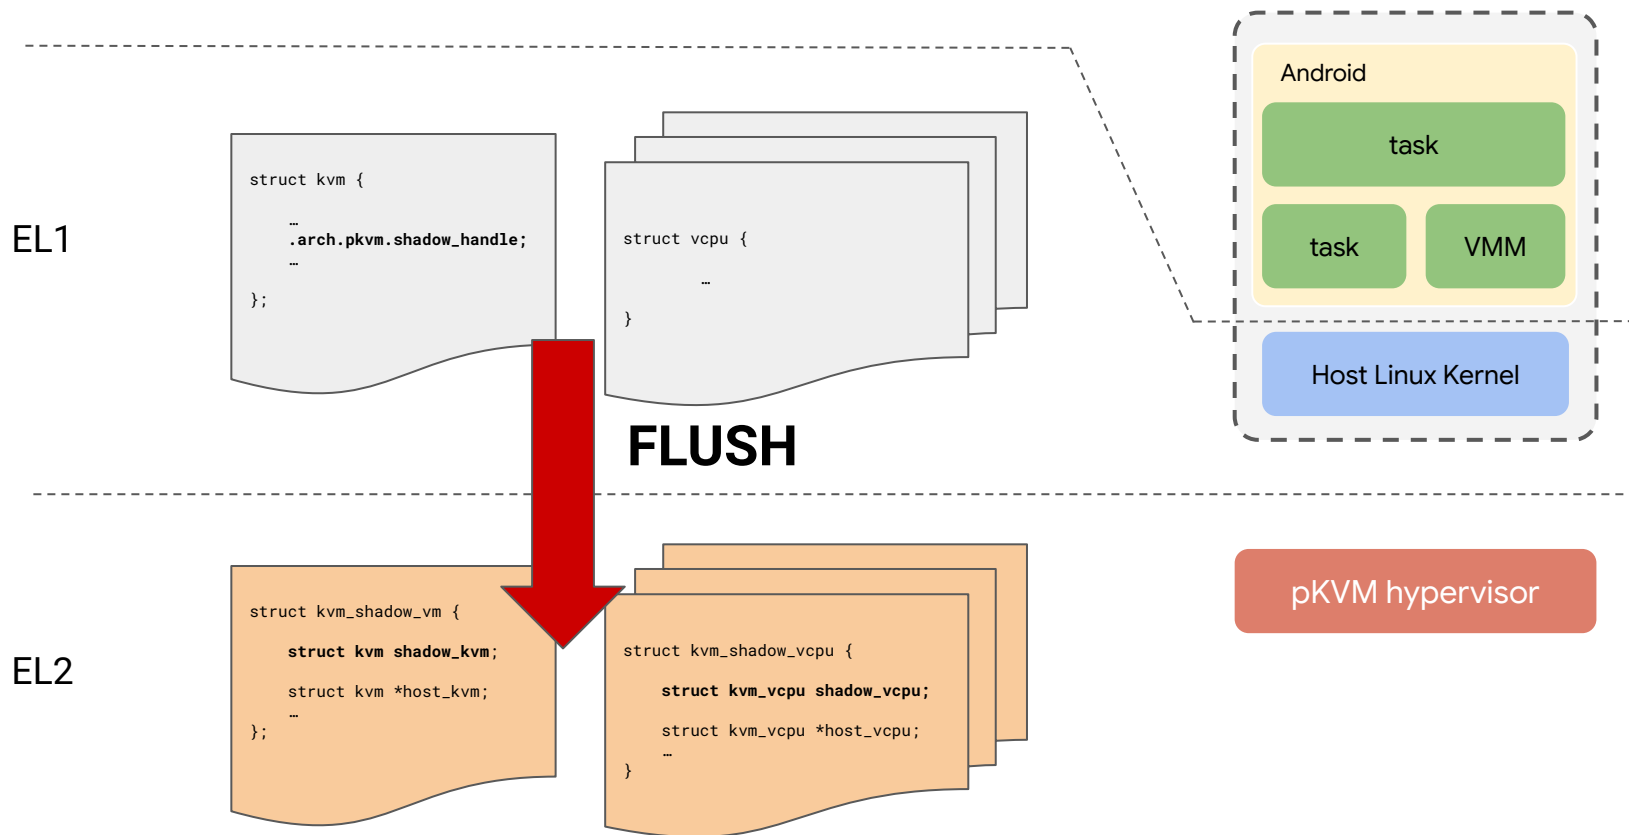 EL1
struct kvm {
…
.arch.pkvm.shadow_handle;
…
};
struct vcpu {
…
}
Android
task
task
VMM
Host Linux Kernel
FLUSH
EL2
struct kvm_shadow_vm {
struct kvm shadow_kvm;
struct kvm *host_kvm;
…
};
struct kvm_shadow_vcpu {
struct kvm_vcpu shadow_vcpu;
struct kvm_vcpu *host_vcpu;
…
}
pKVM hypervisor